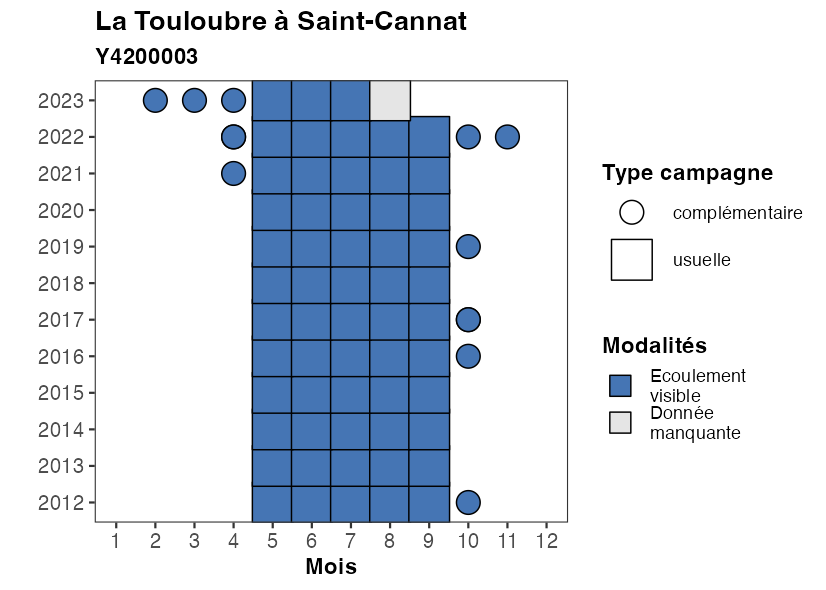 La Touloubre à Saint-Cannat
Y4200003
2023
2022
2021
2020
2019
2018
2017
2016
2015
2014
2013
2012
1 2 3 4 5 6 7 8 9 10 11 12
Mois
Type campagne
complémentaire
usuelle
Modalités
Ecoulement
visible
Donnée
manquante